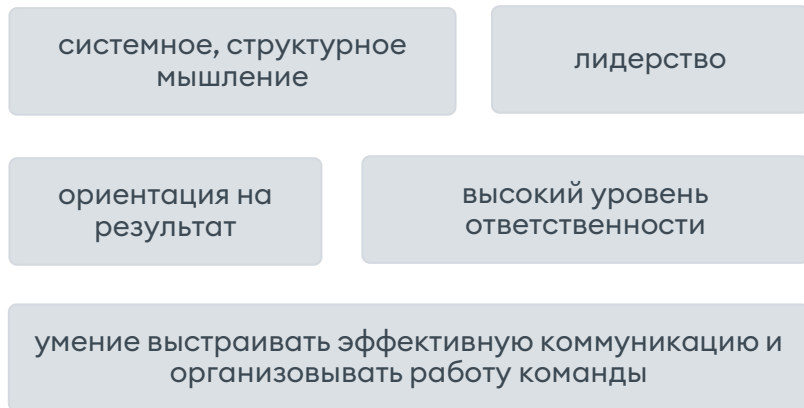 системное, структурное
мышление
лидерство
ориентация на
результат
высокий уровень
ответственности
умение выстраивать эффективную коммуникацию и
организовывать работу команды